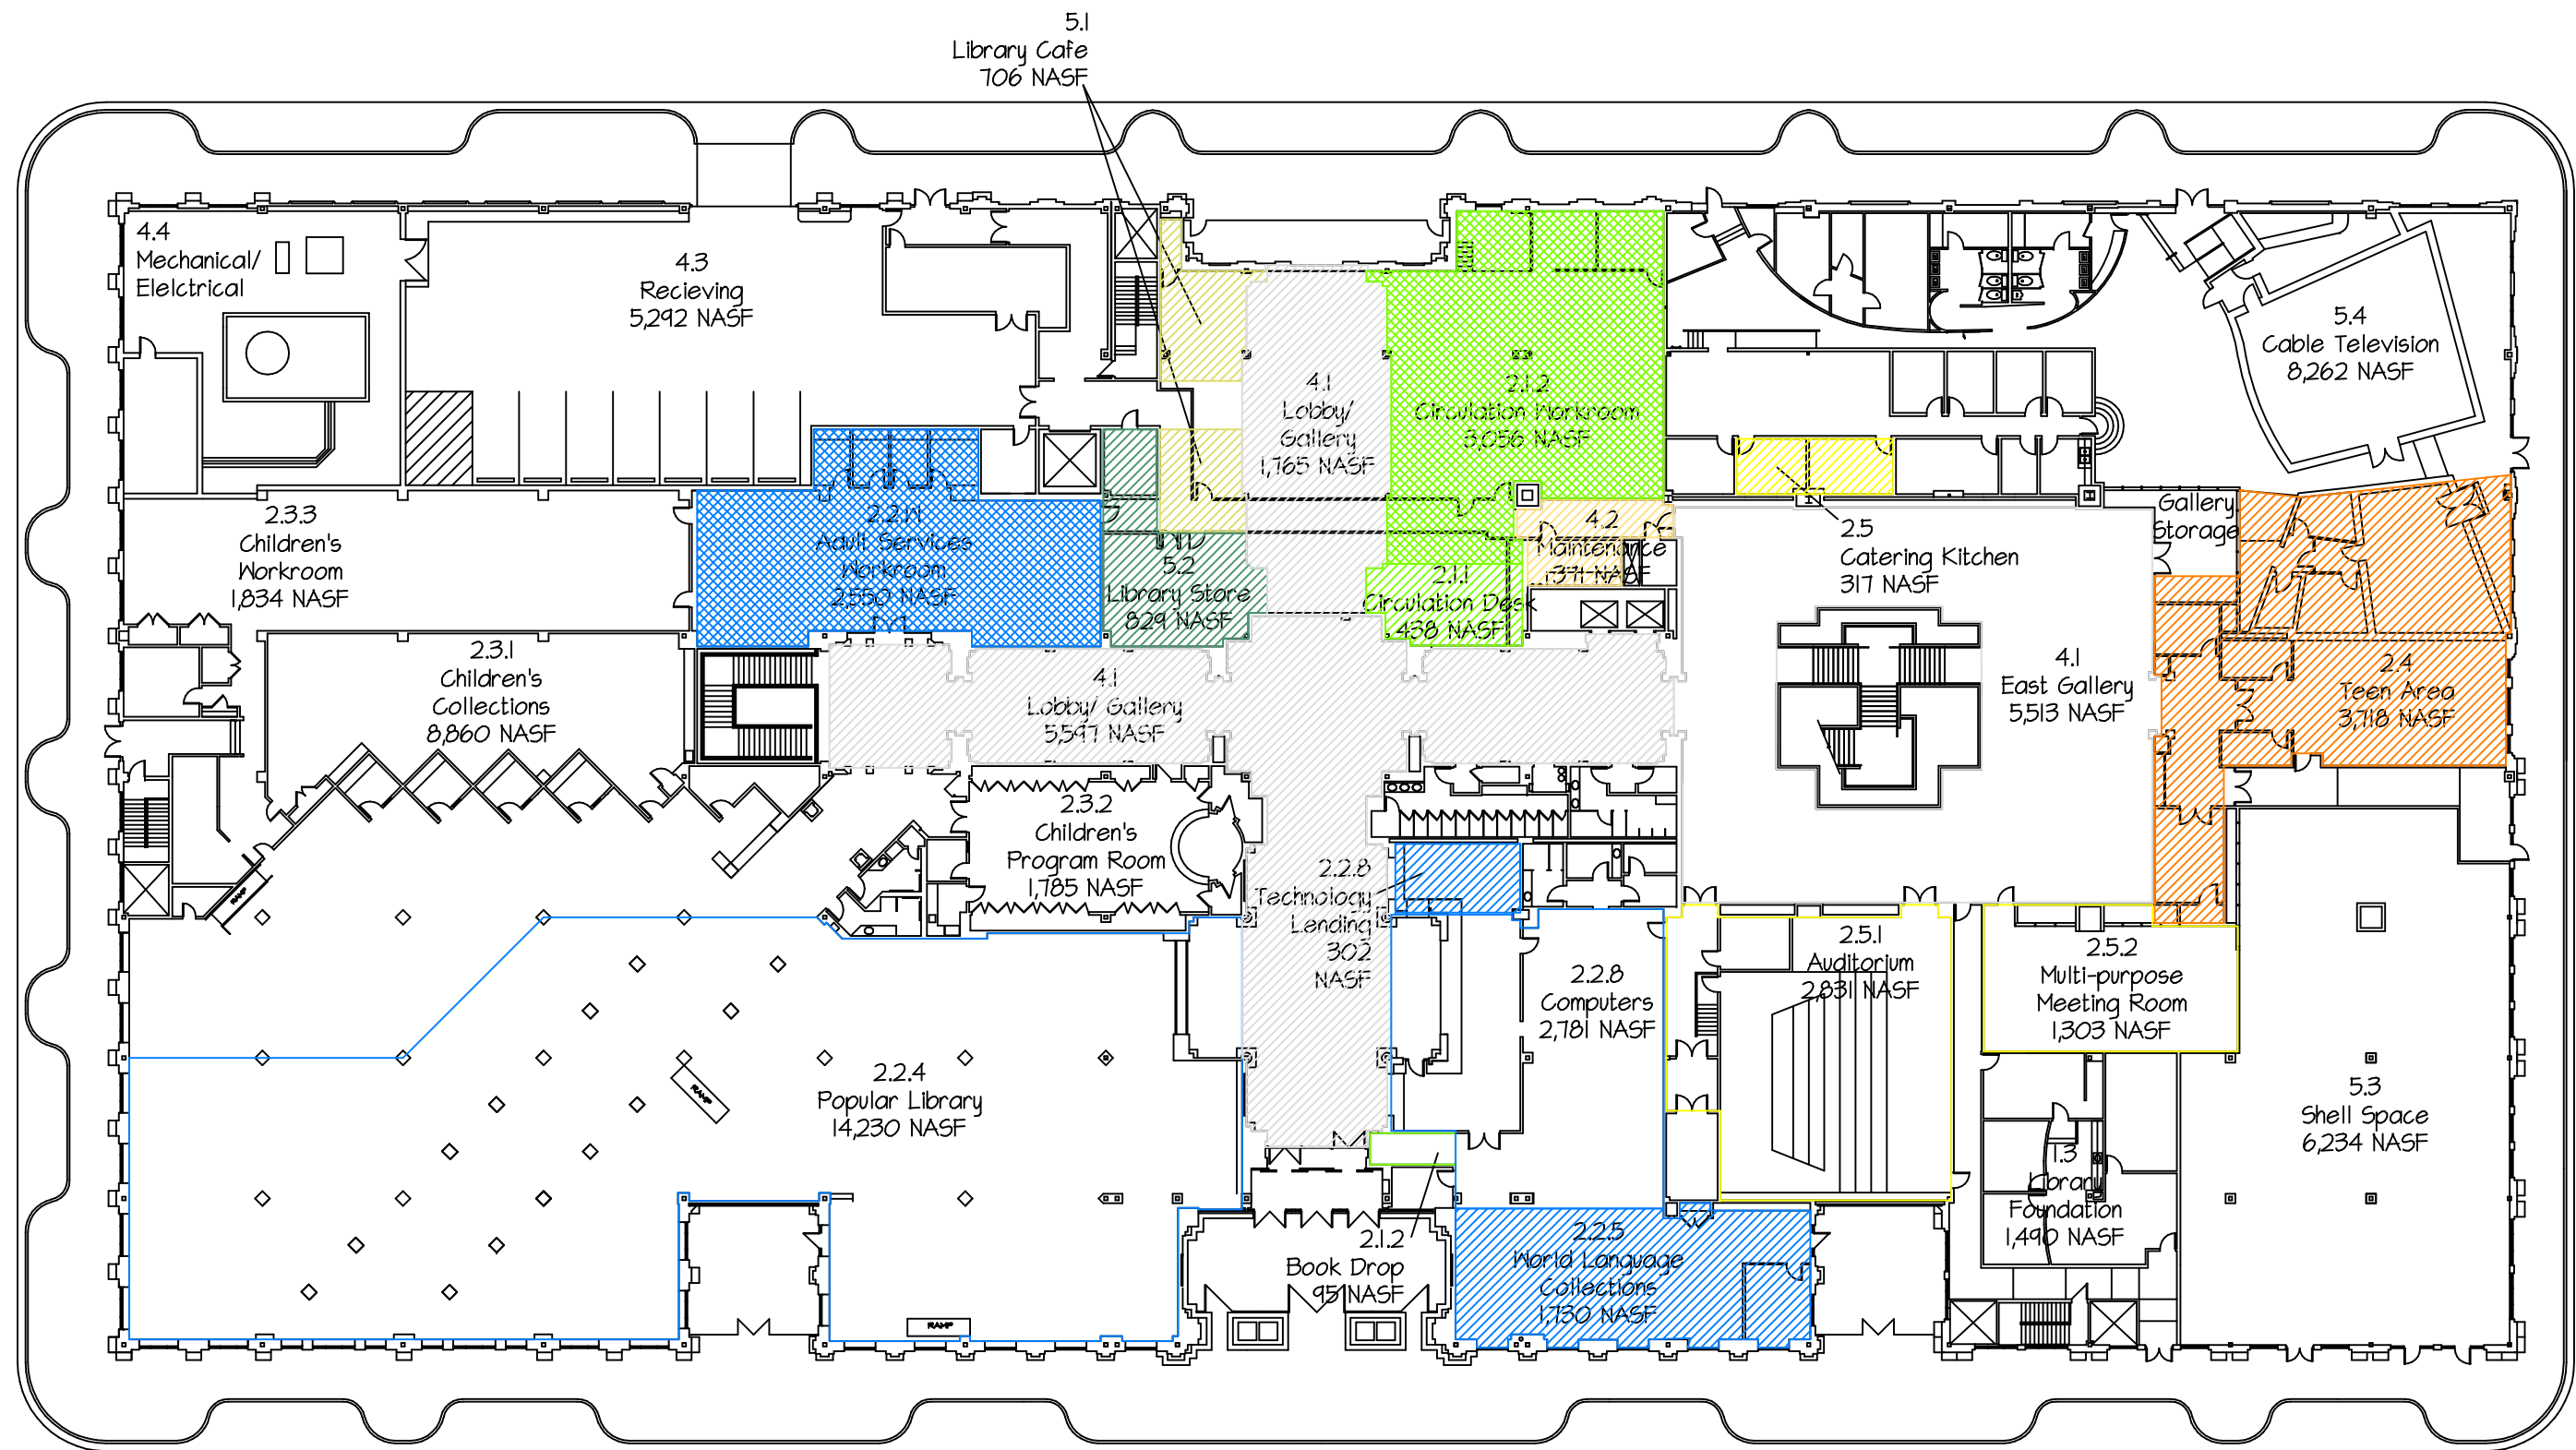 5.1
Library Cafe
706 NASF
4.4
Mechanical/
Elelctrical
4.3
Recieving
5,292 NASF
4.1
Lobby/
Gallery
1,765 NASF
2.1.2
Circulation Workroom
3,056 NASF
5.4
Cable Television
8,262 NASF
2.3.3
Children's
Workroom
1,834 NASF
2.2.1A
Adult Services
Workroom
2,550 NASF
5.2
Library Store
829 NASF
2.1.1
Circulation Desk
438 NASF
4.2
Maintenance
1,371 NASF
2.5
Catering Kitchen
317 NASF
Gallery
Storage
2.3.1
Children's
Collections
8,860 NASF
4.1
Lobby/ Gallery
5,597 NASF
4.1
East Gallery
5,513 NASF
2.4
Teen Area
3,718 NASF
2.3.2
Children's
Program Room
1,785 NASF
2.2.8
Technology
Lending
302
NASF
RAMP
2.2.8
Computers
2,781 NASF
2.5.1
Auditorium
2,831 NASF
2.5.2
Multi-purpose
Meeting Room
1,303 NASF
2.2.4
Popular Library
14,230 NASF
RAMP
5.3
Shell Space
6,234 NASF
1.3
Library
Foundation
1,490 NASF
2.1.2
Book Drop
95 NASF
2.2.5
World Language
Collections
1,730 NASF
RAMP